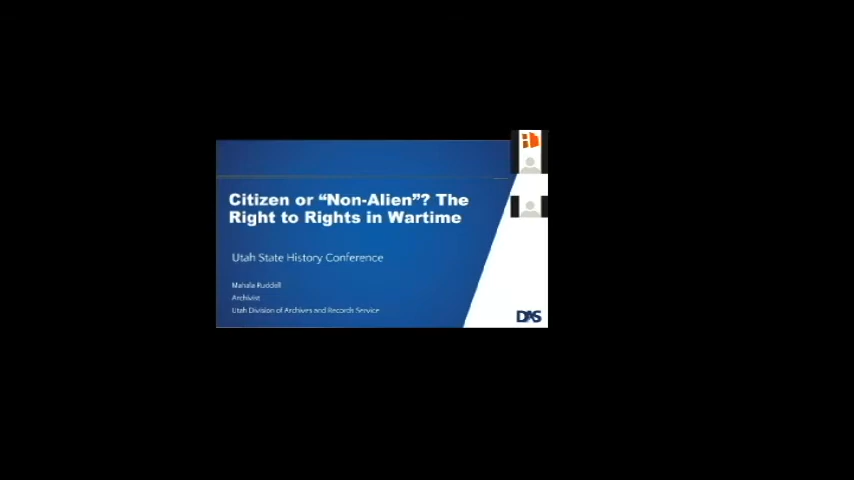 Citizen or “Non-Alien”? The
Right to Rights in Wartime
Utah State History Conference
Mahala Ruddell
Archivist
Utah Division of Archives and Records Service
DAS